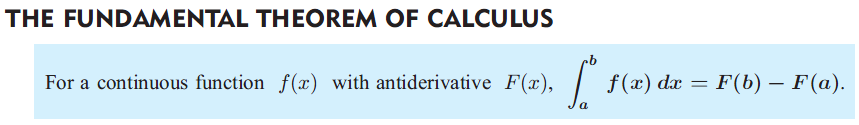 THE FUNDAMENTAL THEOREM OF CALCULUS
For a continuous function f(x) with antiderivative F(x), ∫_a^b f(x) dx = F(b) − F(a).